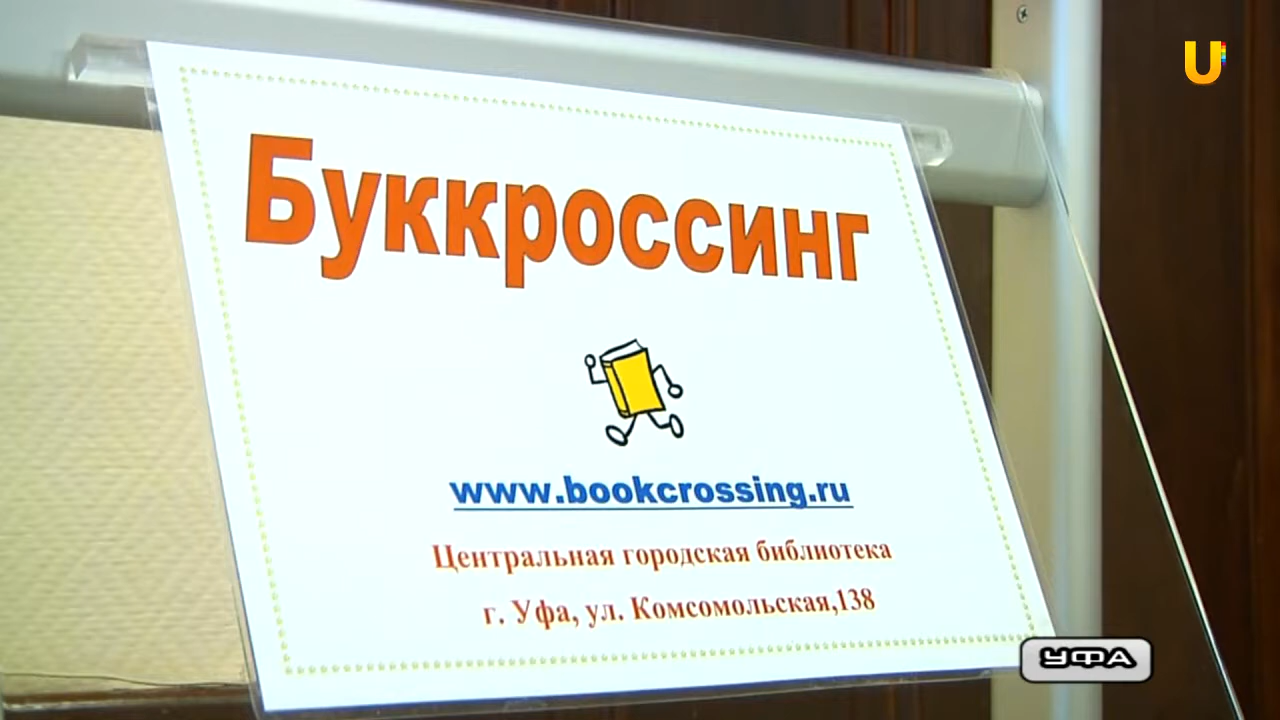 U
Буккроссинг
www.bookcrossing.ru
Центральная городская библиотека
г. Уфа, ул. Комсомольская,138
УФА